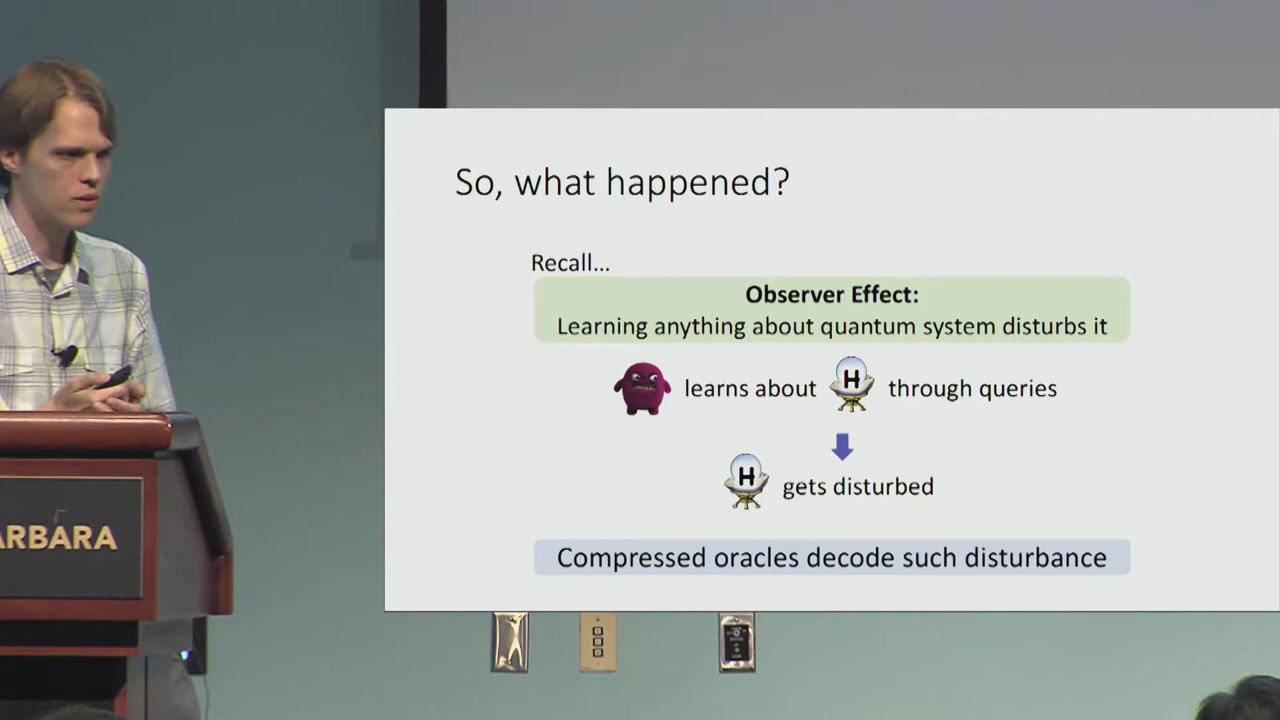 So, what happened?
Recall...
Observer Effect:
Learning anything about quantum system disturbs it
learns about H through queries
H gets disturbed
Compressed oracles decode such disturbance
ARBARA